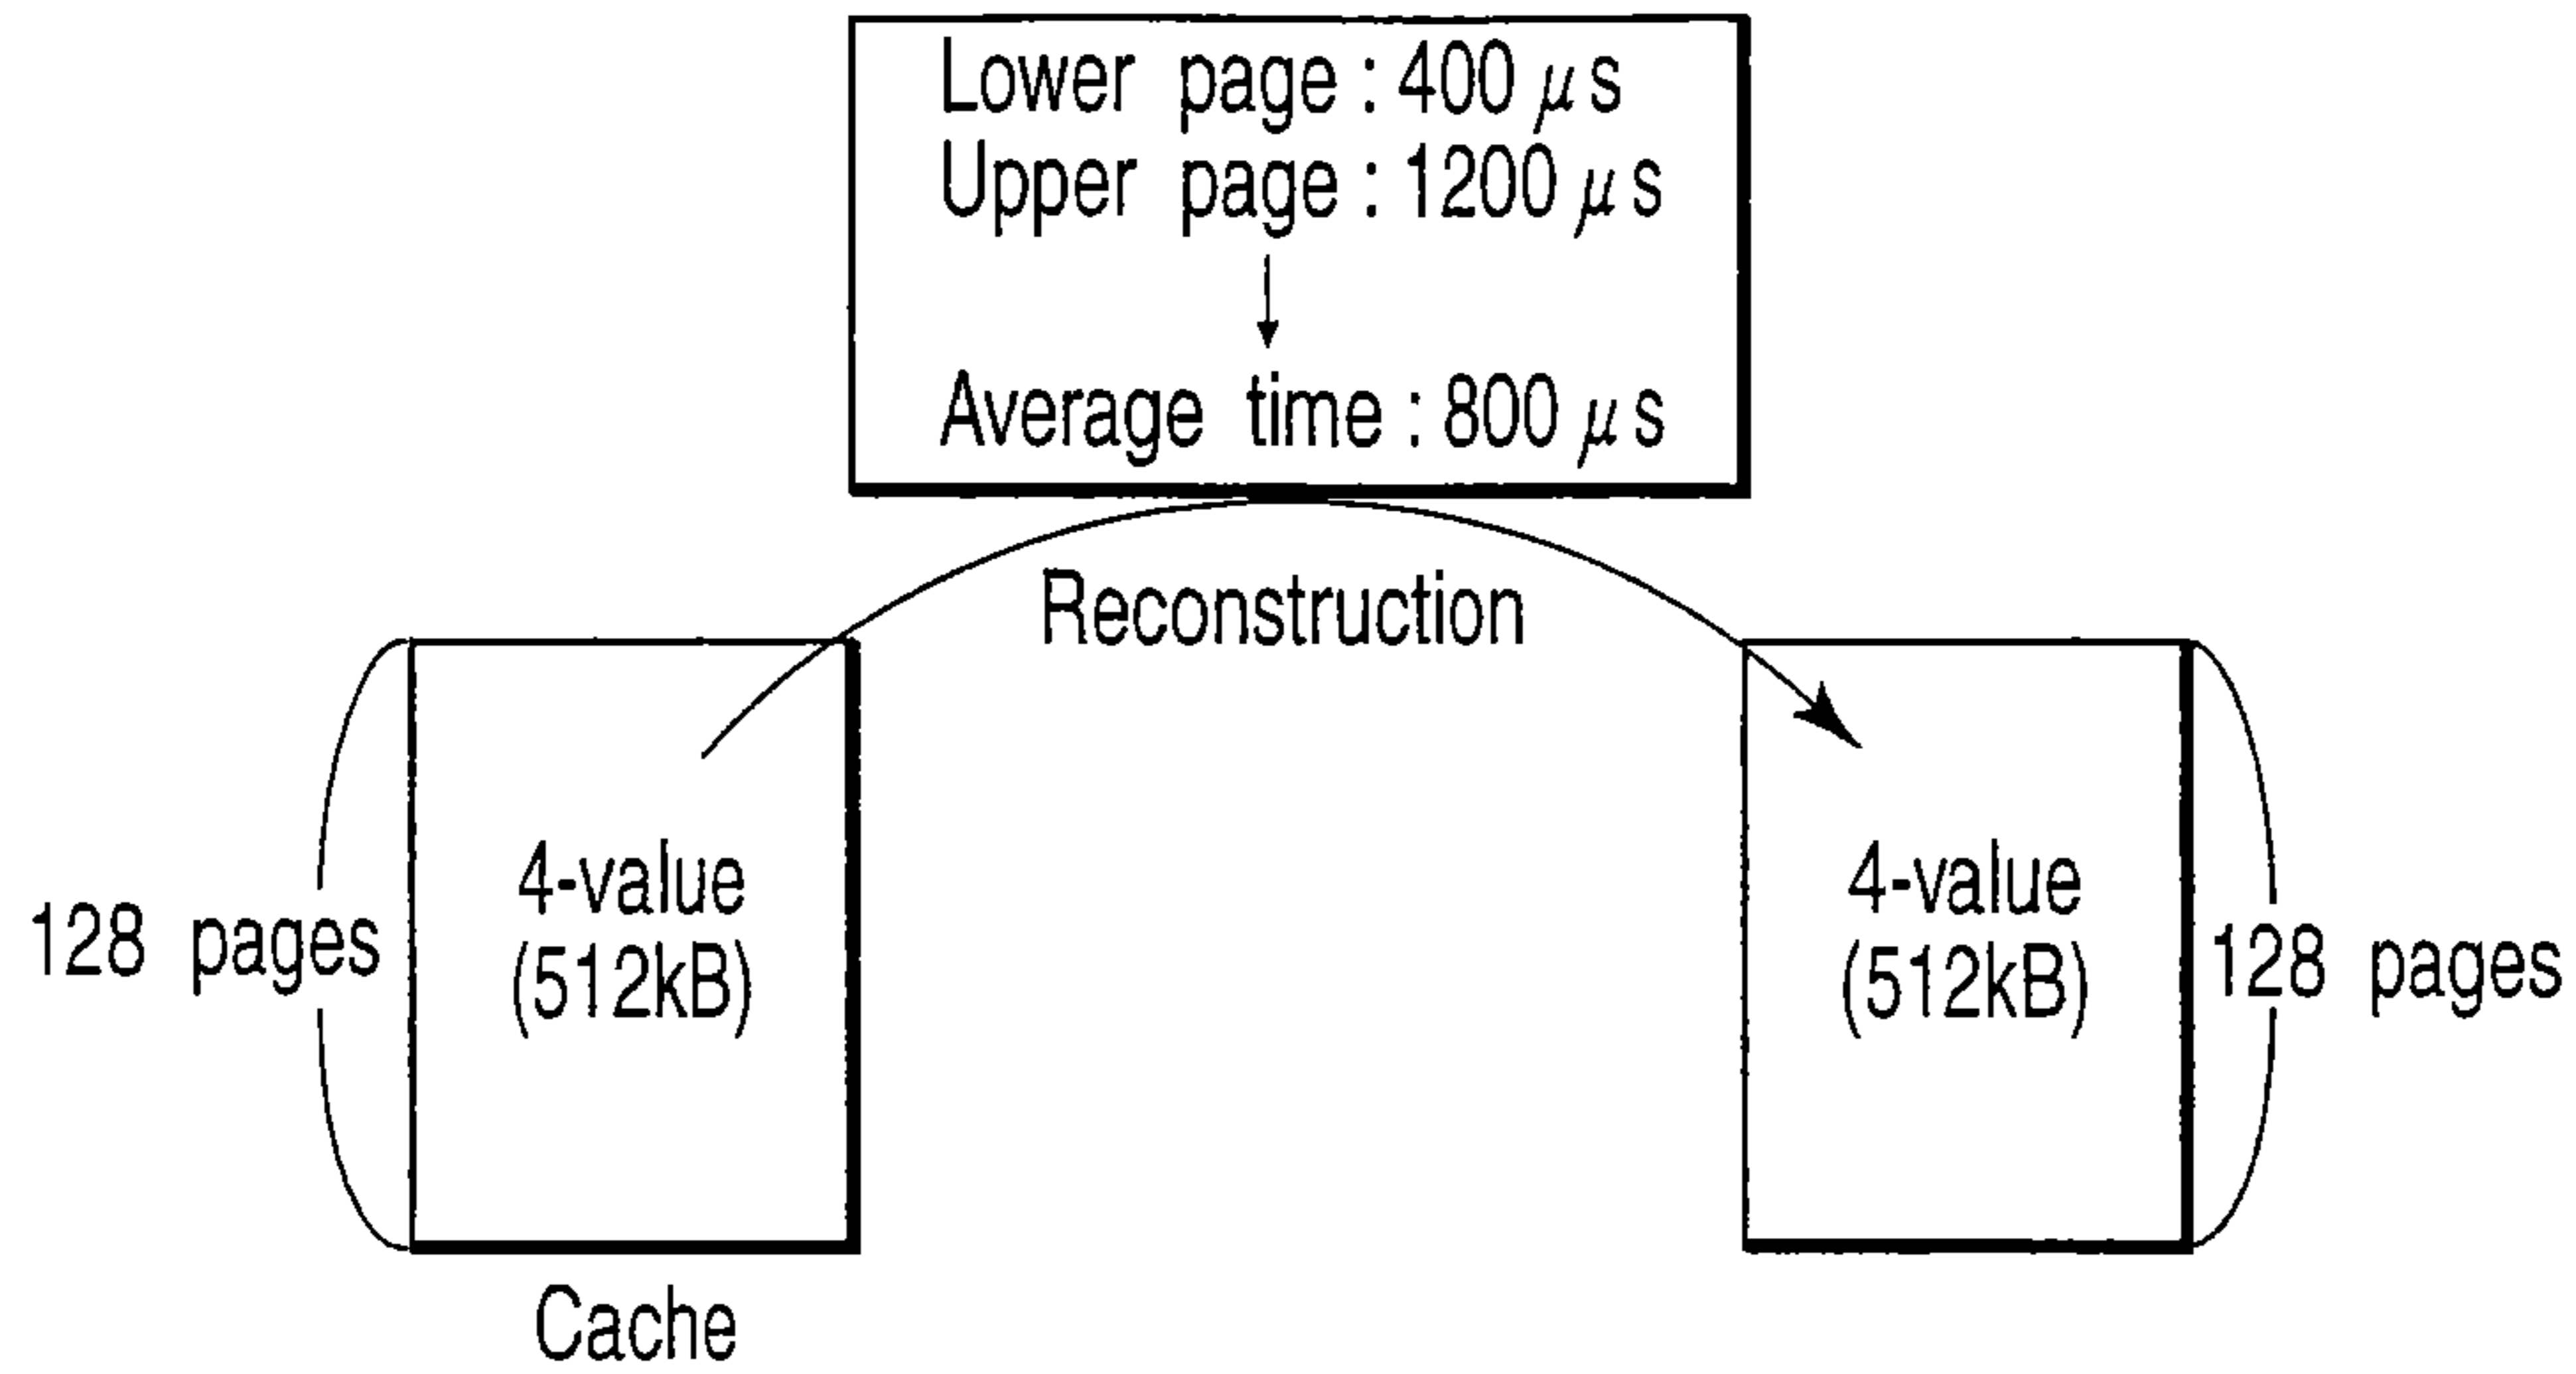 Lower page : 400 μs
Upper page : 1200 μs
Average time : 800 μs
Reconstruction
128 pages
4-value
(512kB)
4-value
(512kB)
128 pages
Cache